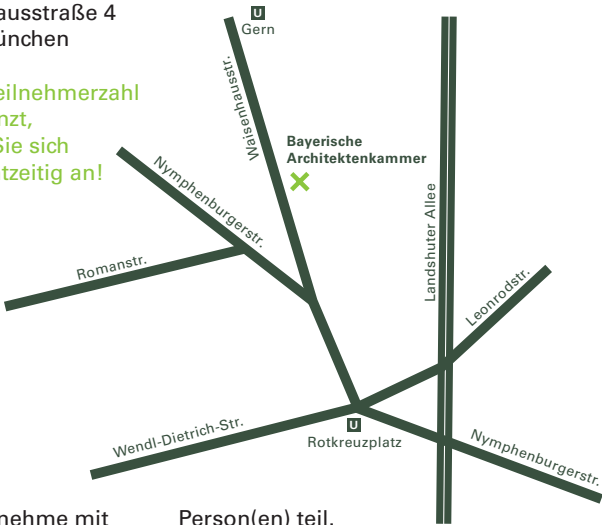 ausstraße 4
ünchen
eilnehmerzahl
nzt,
Sie sich
tzeitig an!
U
Gern
Waisenhausstr.
Bayerische
Architektenkammer
Nymphenburgerstr.
Romanstr.
Landshuter Allee
Leonrodstr.
Wendl-Dietrich-Str.
U
Rotkreuzplatz
Nymphenburgerstr.
nehme mit Person(en) teil.